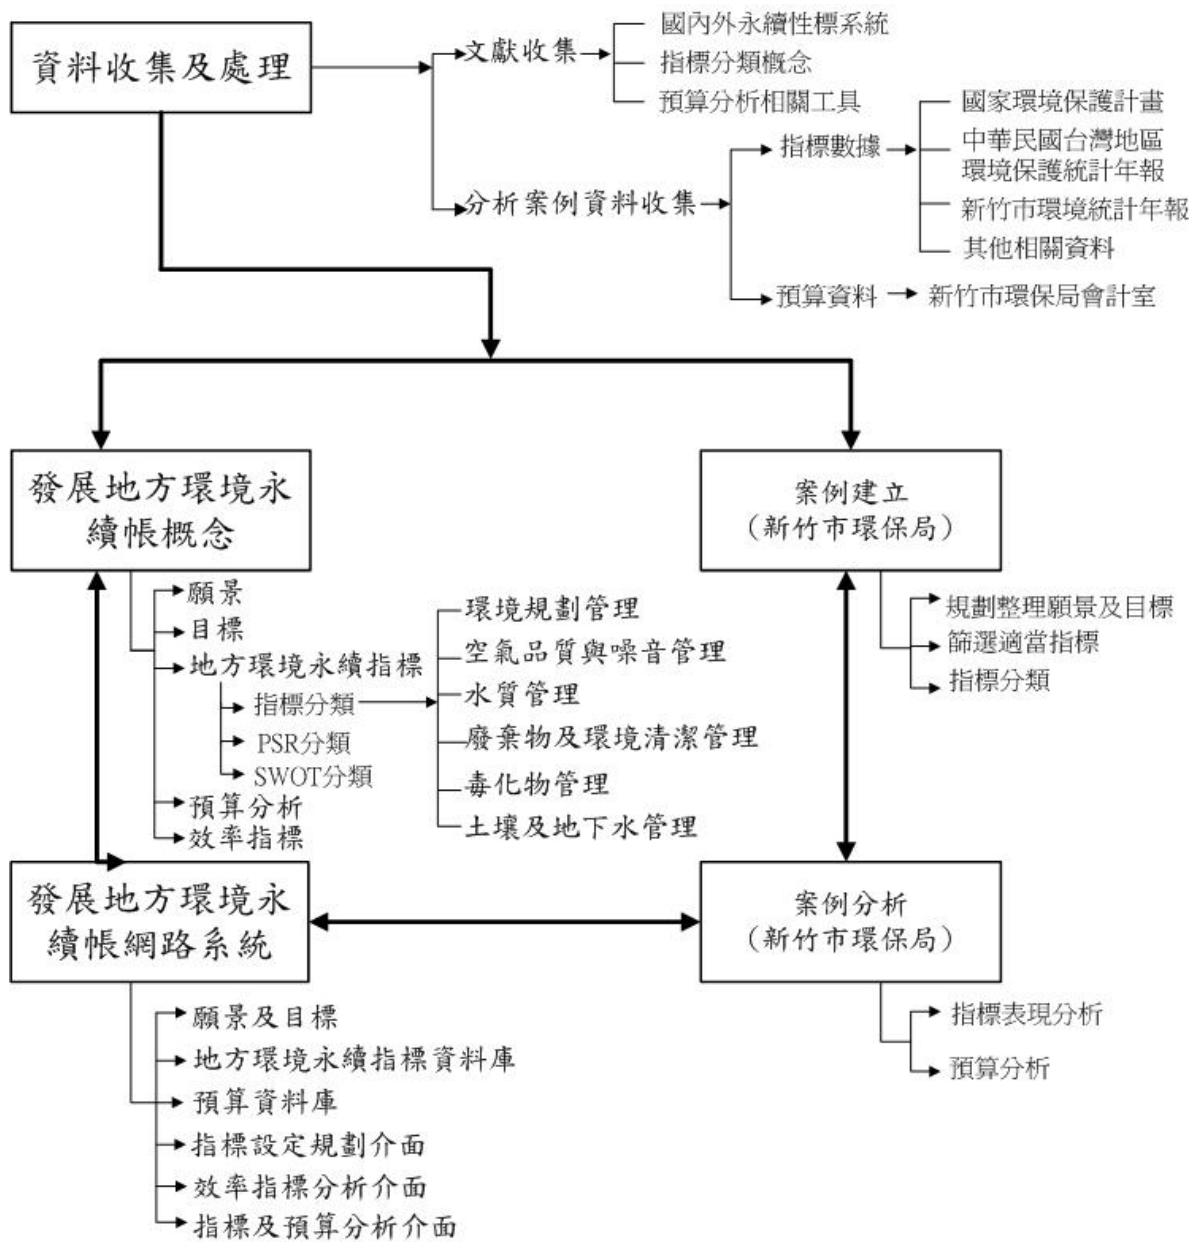 資料收集及處理
文獻收集
國內外永續性標系統
指標分類概念
預算分析相關工具
分析案例資料收集
指標數據
國家環境保護計畫
中華民國台灣地區
環境保護統計年報
新竹市環境統計年報
其他相關資料
預算資料
新竹市環保局會計室
發展地方環境永
續帳概念
願景
目標
地方環境永續指標
指標分類
PSR分類
SWOT分類
預算分析
效率指標
環境規劃管理
空氣品質與噪音管理
水質管理
廢棄物及環境清潔管理
毒化物管理
土壤及地下水管理
案例建立
（新竹市環保局）
規劃整理願景及目標
篩選適當指標
指標分類
發展地方環境永
續帳網路系統
願景及目標
地方環境永續指標資料庫
預算資料庫
指標設定規劃介面
效率指標分析介面
指標及預算分析介面
案例分析
（新竹市環保局）
指標表現分析
預算分析